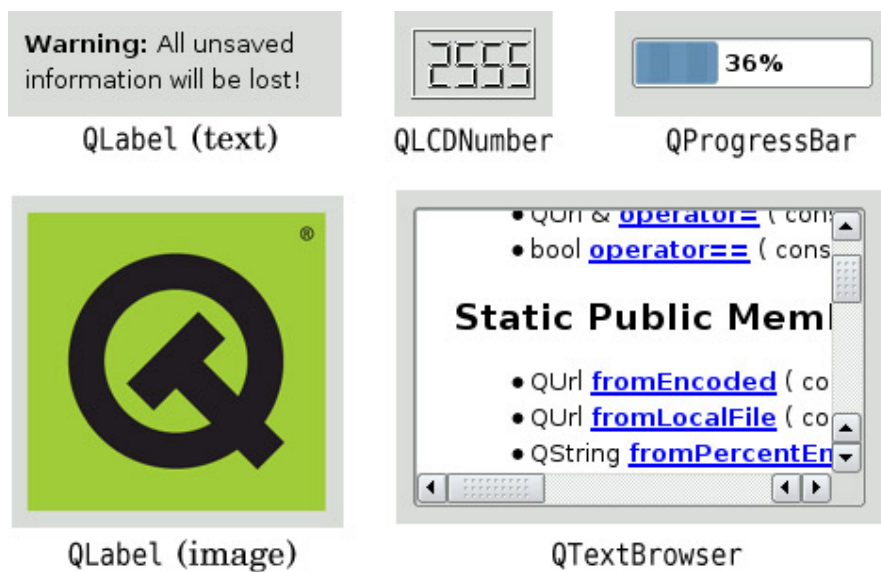 Warning: All unsaved
information will be lost!
QLabel (text)
2555
QLCDNumber
36%
QProgressBar
®
QLabel (image)
• QUrl & operator= ( cons
• bool operator== ( cons
Static Public Mem
• QUrl fromEncoded ( co
• QUrl fromLocalFile ( co
• QString fromPercentEn
QTextBrowser